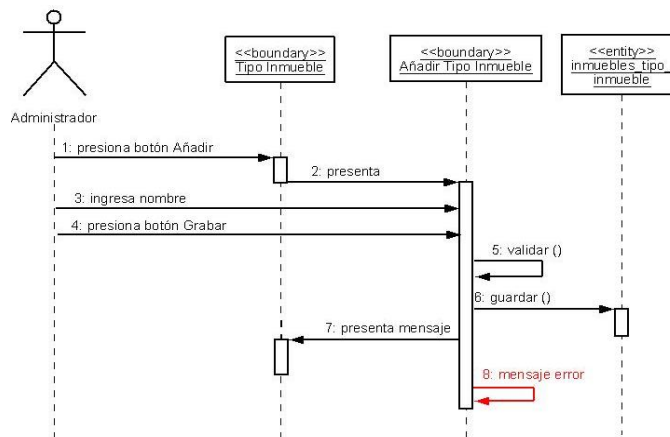 <<boundary>>
Tipo Inmueble
<<boundary>>
Añadir Tipo Inmueble
<<entity>>
inmuebles_tipo_
inmueble
Administrador
1: presiona botón Añadir
2: presenta
3: ingresa nombre
4: presiona botón Grabar
5: validar ()
6: guardar ()
7: presenta mensaje
8: mensaje error